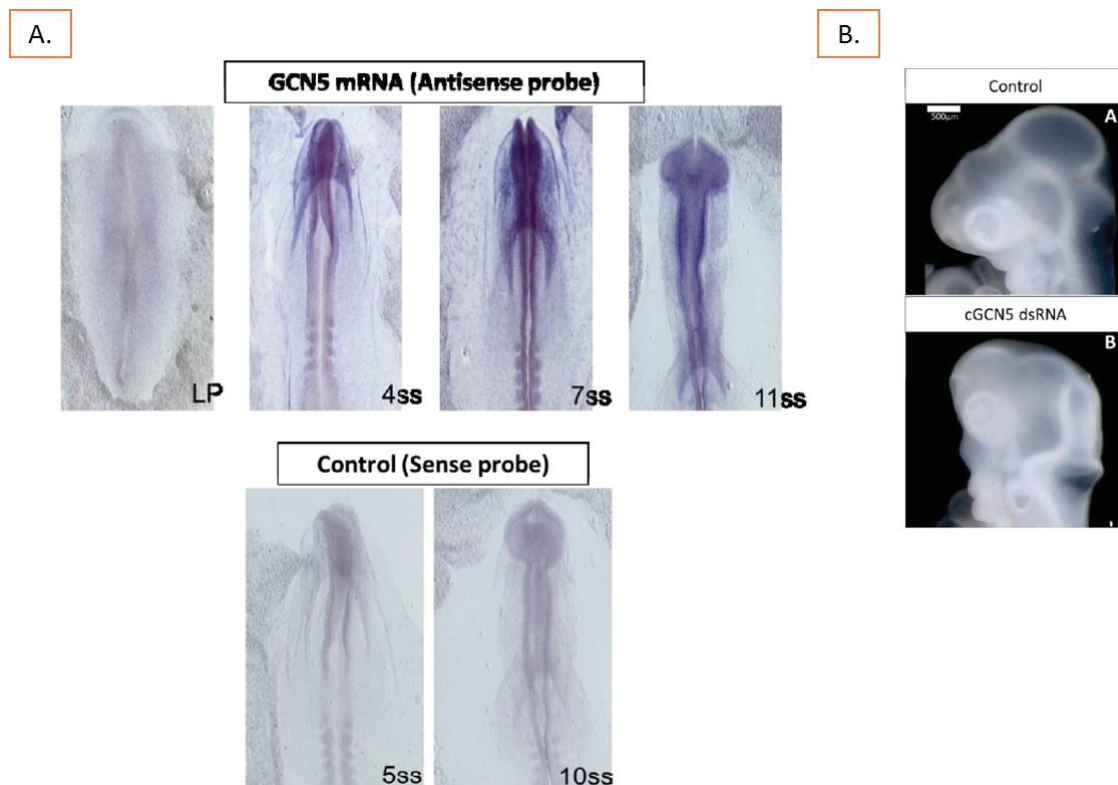 A.
GCN5 mRNA (Antisense probe)
LP
4ss
7ss
11ss
Control (Sense probe)
5ss
10ss
B.
Control
500µm
A
cGCN5 dsRNA
B